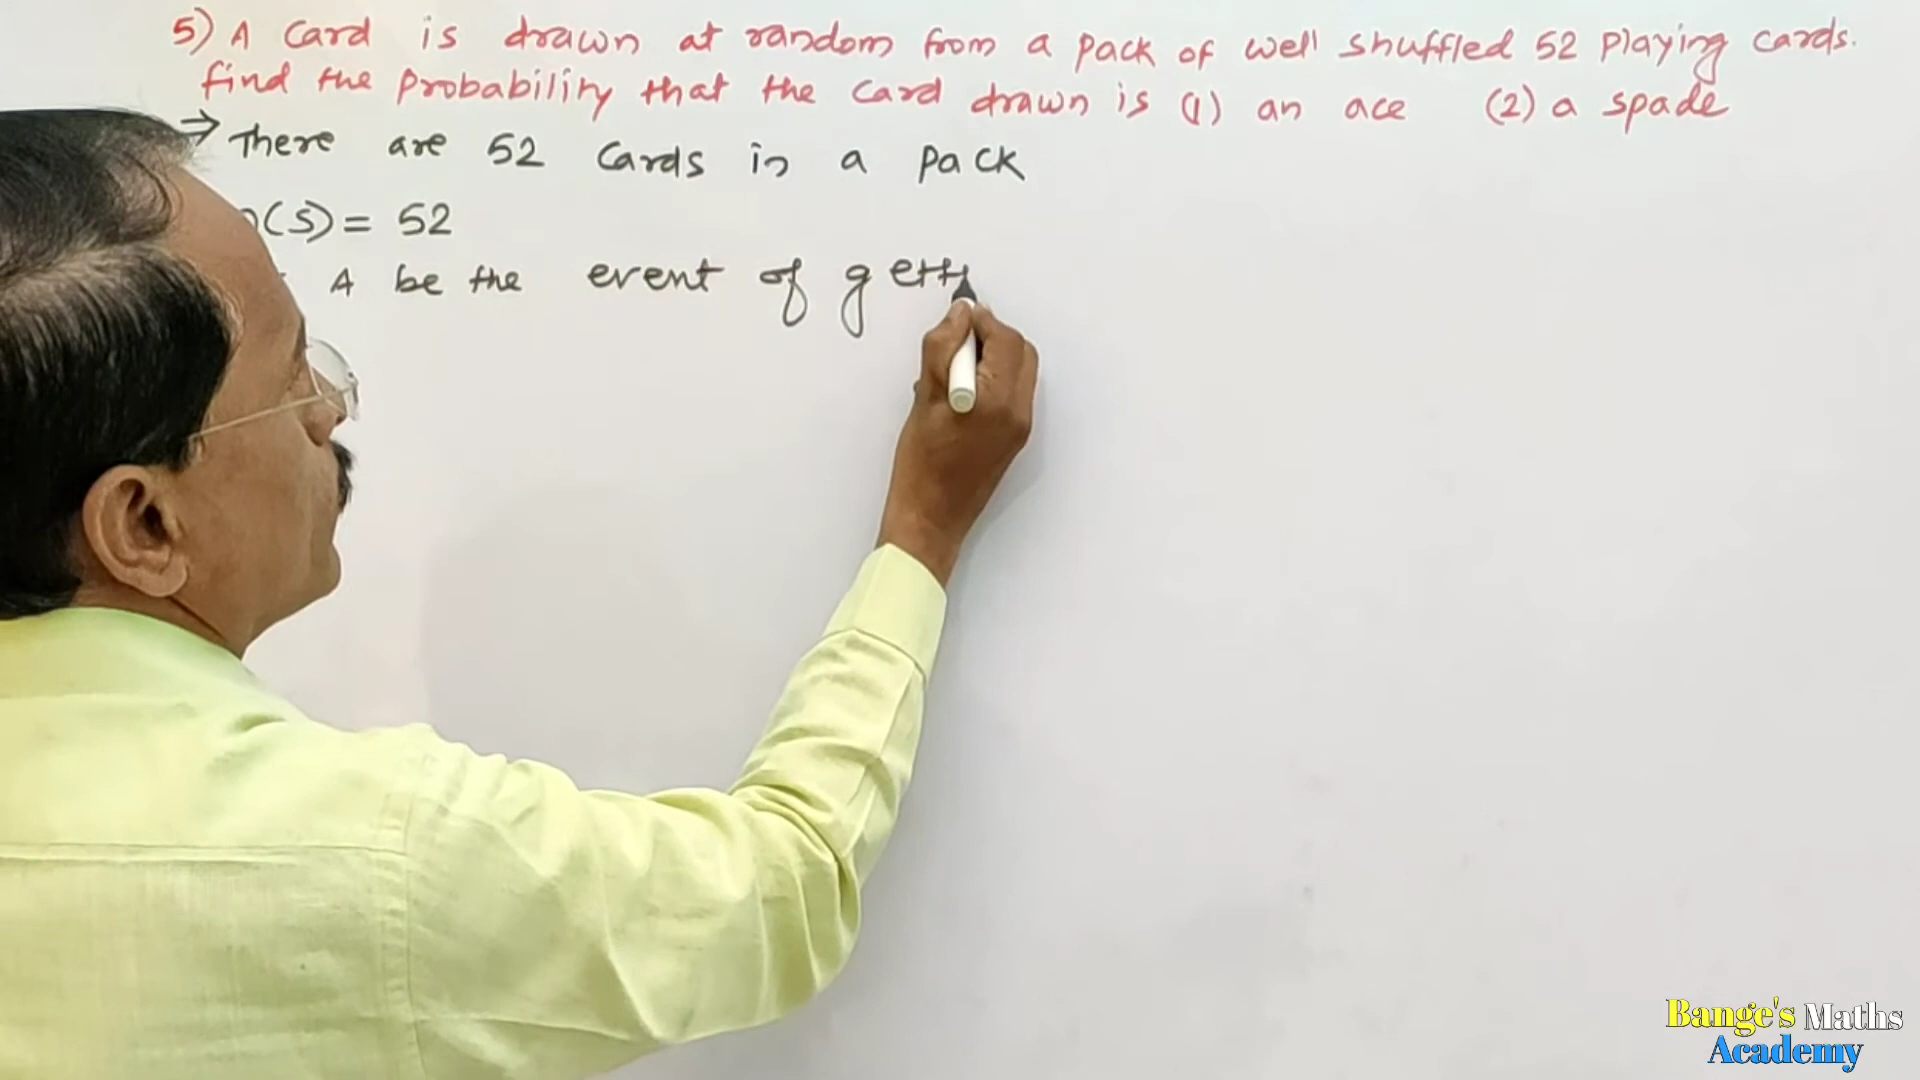 5) A card is drawn at random from a pack of well shuffled 52 playing cards.
find the probability that the card drawn is (1) an ace (2) a spade
⇒ There are 52 cards in a pack
(S) = 52
A be the event of gett
Bange's Maths
Academy